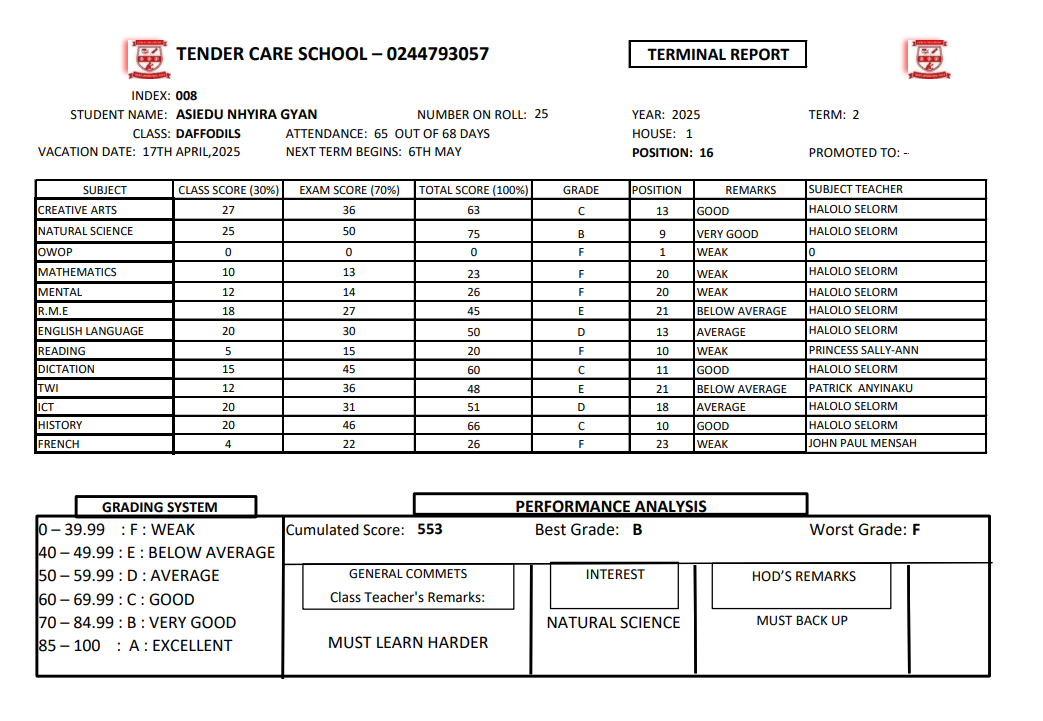 TENDER CARE SCHOOL – 0244793057
TERMINAL REPORT
INDEX: 008
STUDENT NAME: ASIEDU NHYIRA GYAN NUMBER ON ROLL: 25 YEAR: 2025 TERM: 2
CLASS: DAFFODILS ATTENDANCE: 65 OUT OF 68 DAYS HOUSE: 1
VACATION DATE: 17TH APRIL,2025 NEXT TERM BEGINS: 6TH MAY POSITION: 16 PROMOTED TO: --
SUBJECT CLASS SCORE (30%) EXAM SCORE (70%) TOTAL SCORE (100%) GRADE POSITION REMARKS SUBJECT TEACHER
CREATIVE ARTS 27 36 63 C 13 GOOD HALOLO SELORM
NATURAL SCIENCE 25 50 75 B 9 VERY GOOD HALOLO SELORM
OWOP 0 0 0 F 1 WEAK 0
MATHEMATICS 10 13 23 F 20 WEAK HALOLO SELORM
MENTAL 12 14 26 F 20 WEAK HALOLO SELORM
R.M.E 18 27 45 E 21 BELOW AVERAGE HALOLO SELORM
ENGLISH LANGUAGE 20 30 50 D 13 AVERAGE HALOLO SELORM
READING 5 15 20 F 10 WEAK PRINCESS SALLY-ANN
DICTATION 15 45 60 C 11 GOOD HALOLO SELORM
TWI 12 36 48 E 21 BELOW AVERAGE PATRICK ANYINAKU
ICT 20 31 51 D 18 AVERAGE HALOLO SELORM
HISTORY 20 46 66 C 10 GOOD HALOLO SELORM
FRENCH 4 22 26 F 23 WEAK JOHN PAUL MENSAH
GRADING SYSTEM
0 – 39.99 : F : WEAK
40 – 49.99 : E : BELOW AVERAGE
50 – 59.99 : D : AVERAGE
60 – 69.99 : C : GOOD
70 – 84.99 : B : VERY GOOD
85 – 100 : A : EXCELLENT
PERFORMANCE ANALYSIS
Cumulated Score: 553 Best Grade: B Worst Grade: F
GENERAL COMMETS
Class Teacher's Remarks:
MUST LEARN HARDER
INTEREST
NATURAL SCIENCE
HOD'S REMARKS
MUST BACK UP